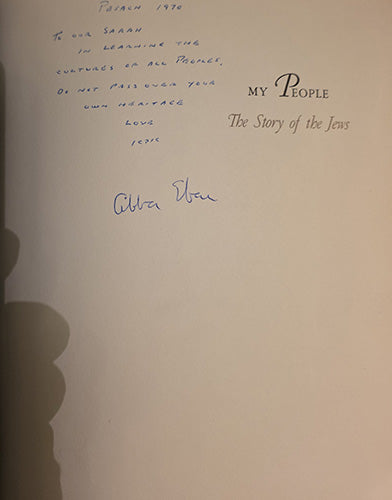 PESACH 1970
TO OUR SARAH
IN LEARNING THE
CULTURES OF ALL PEOPLES,
DO NOT PASS OVER YOUR
OWN HERITAGE
LOVE
MY PEOPLE
The Story of the Jews
Abba Eban